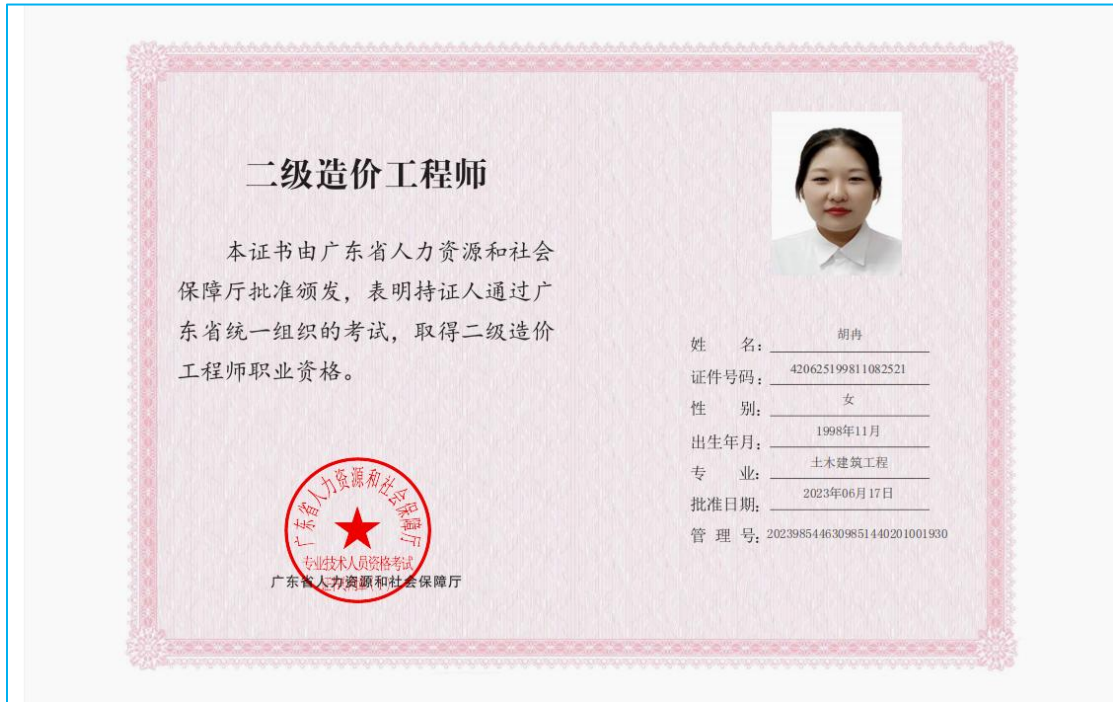 二级造价工程师
本证书由广东省人力资源和社会
保障厅批准颁发，表明持证人通过广
东省统一组织的考试，取得二级造价
工程师职业资格。
广东省人力资源和社会保障厅
专业技术人员资格考试
广东省人力资源和社会保障厅
姓 名：胡冉
证件号码：420625199811082521
性 别：女
出生年月：1998年11月
专 业：土木建筑工程
批准日期：2023年06月17日
管 理 号：20239854463098514402010019​30